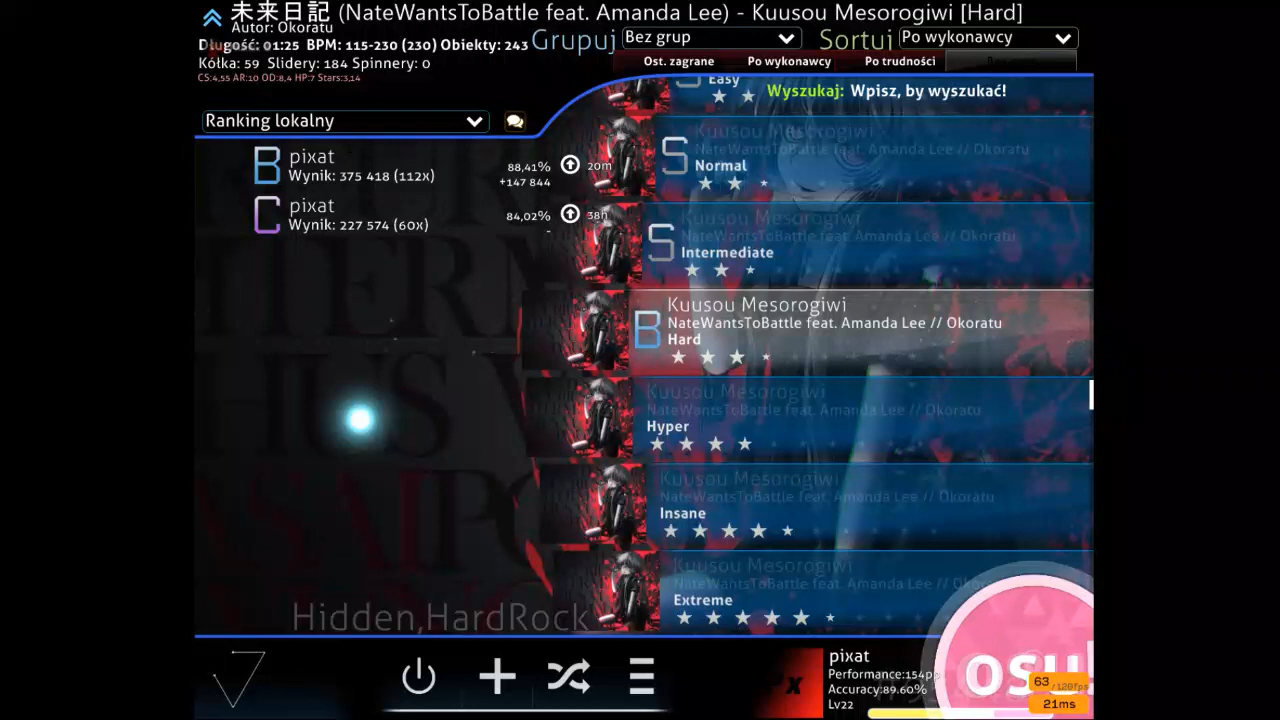 未来日記 (NateWantsToBattle feat. Amanda Lee) - Kuusou Mesorogiwi [Hard]
Autor: Okoratu
Długość: 01:25 BPM: 115-230 (230) Obiekty: 243
Kółka: 59 Slidery: 184 Spinnery: 0
CS:4,55 AR:10 OD:8,4 HP:7 Stars:3,14
Grupuj Bez grup
Sortuj Po wykonawcy
Ost. zagrane Po wykonawcy Po trudności
Wyszukaj: Wpisz, by wyszukać!
Ranking lokalny
B pixat
Wynik: 375 418 (112x)
88,41%
+147 844
20m
C pixat
Wynik: 227 574 (60x)
84,02%
-
38h
S
Easy
Kuusou Mesorogiwi
S NateWantsToBattle feat. Amanda Lee // Okoratu
Normal
Kuusou Mesorogiwi
S NateWantsToBattle feat. Amanda Lee // Okoratu
Intermediate
Kuusou Mesorogiwi
B NateWantsToBattle feat. Amanda Lee // Okoratu
Hard
Kuusou Mesorogiwi
NateWantsToBattle feat. Amanda Lee // Okoratu
Hyper
Kuusou Mesorogiwi
NateWantsToBattle feat. Amanda Lee // Okoratu
Insane
Kuusou Mesorogiwi
NateWantsToBattle feat. Amanda Lee // Okoratu
Extreme
Hidden,HardRock
pixat
Performance:154p
Accuracy:89.60%
Lv22
osu
63 /120fps
21ms